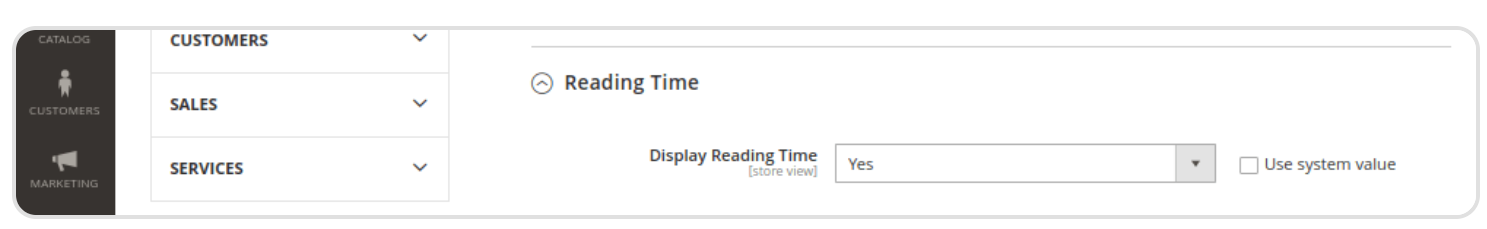 CATALOG
CUSTOMERS
MARKETING
CUSTOMERS
SALES
SERVICES
Reading Time
Display Reading Time
[store view]
Yes
Use system value